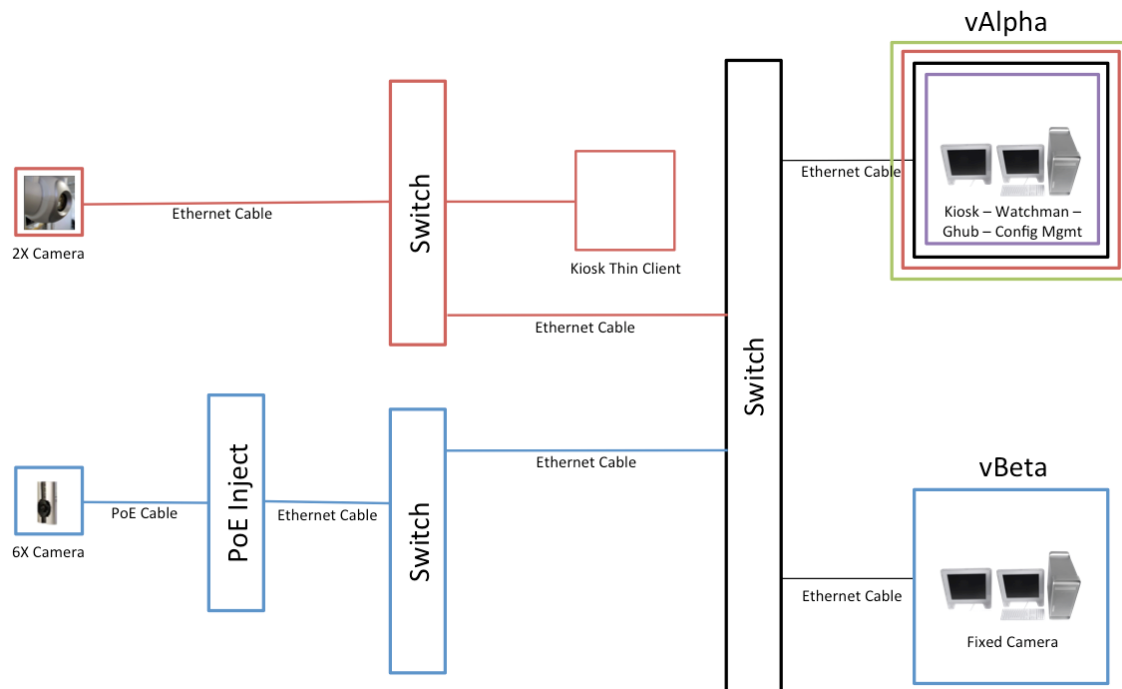 vAlpha
Switch
Switch
Ethernet Cable
Ethernet Cable
Kiosk – Watchman –
Ghub – Config Mgmt
2X Camera
Kiosk Thin Client
Ethernet Cable
Switch
PoE Inject
Switch
Ethernet Cable
vBeta
PoE Cable
Ethernet Cable
6X Camera
Ethernet Cable
Fixed Camera